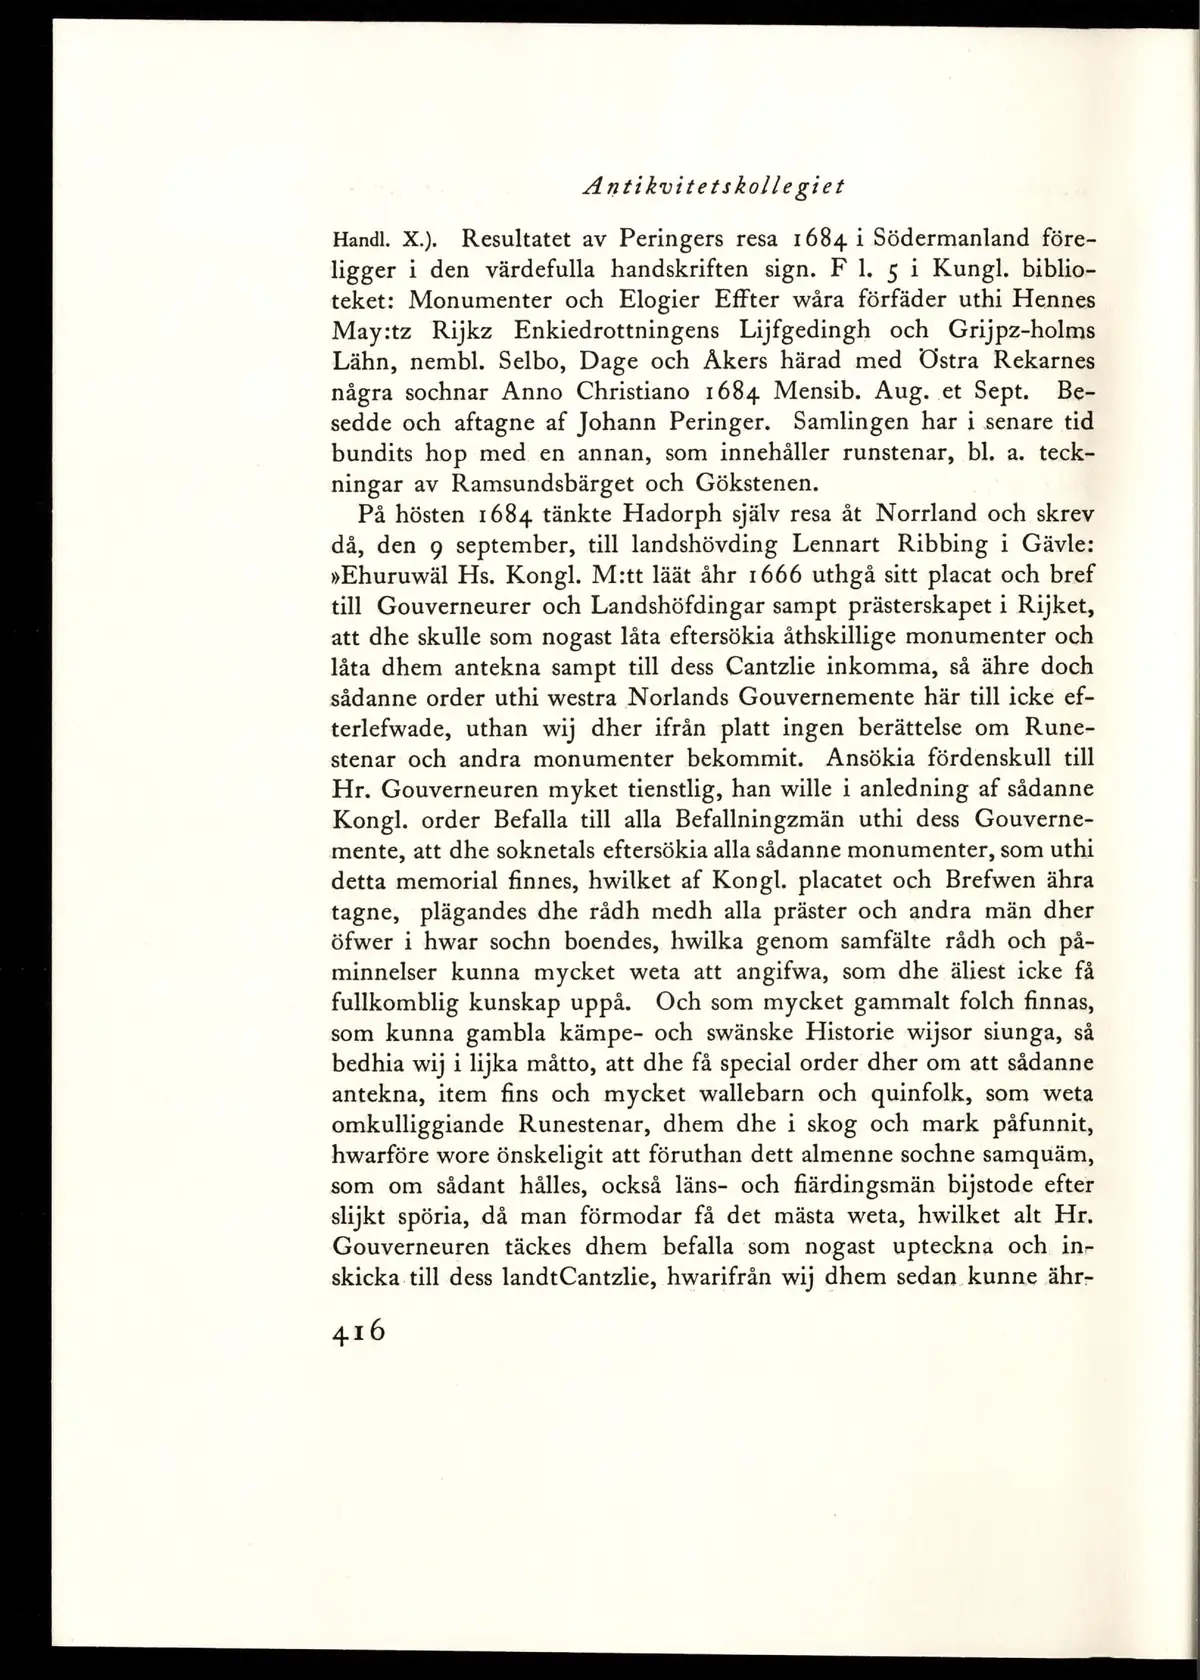 Antikvitetskollegiet
Handl. X.). Resultatet av Peringers resa 1684 i Södermanland före-
ligger i den värdefulla handskriften sign. F l. 5 i Kungl. biblio-
teket: Monumenter och Elogier Effter wåra förfäder uthi Hennes
May:tz Rijkz Enkiedrottningens Lijfgedingh och Grijpz-holms
Lähn, nembl. Selbo, Dage och Åkers härad med Östra Rekarnes
några sochnar Anno Christiano 1684 Mensib. Aug. et Sept. Be-
sedde och aftagne af Johann Peringer. Samlingen har i senare tid
bundits hop med en annan, som innehåller runstenar, bl. a. teck-
ningar av Ramsundsbärget och Gökstenen.
På hösten 1684 tänkte Hadorph själv resa åt Norrland och skrev
då, den 9 september, till landshövding Lennart Ribbing i Gävle:
»Ehuruwäl Hs. Kongl. M:tt läät åhr 1666 uthgå sitt placat och bref
till Gouverneurer och Landshöfdingar sampt prästerskapet i Rijket,
att dhe skulle som nogast låta eftersökia åthskillige monumenter och
låta dhem antekna sampt till dess Cantzlie inkomma, så ähre doch
sådanne order uthi westra Norlands Gouvernemente här till icke ef-
terlefwade, uthan wij dher ifrån platt ingen berättelse om Rune-
stenar och andra monumenter bekommit. Ansökia fördenskull till
Hr. Gouverneuren myket tienstlig, han wille i anledning af sådanne
Kongl. order Befalla till alla Befallningzmän uthi dess Gouverne-
mente, att dhe soknetals eftersökia alla sådanne monumenter, som uthi
detta memorial finnes, hwilket af Kongl. placatet och Brefwen ähra
tagne, plägandes dhe rådh medh alla präster och andra män dher
öfwer i hwar sochn boendes, hwilka genom samfälte rådh och på-
minnelser kunna mycket weta att angifwa, som dhe äliest icke få
fullkomblig kunskap uppå. Och som mycket gammalt folch finnas,
som kunna gambla kämpe- och swänske Historie wijsor siunga, så
bedhia wij i lijka måtto, att dhe få special order dher om att sådanne
antekna, item fins och mycket wallebarn och quinfolk, som weta
omkulliggiande Runestenar, dhem dhe i skog och mark påfunnit,
hwarföre wore önskeligit att föruthan dett almenne sochne samquäm,
som om sådant hålles, också läns- och fiärdingsmän bijstode efter
slijkt spöria, då man förmodar få det mästa weta, hwilket alt Hr.
Gouverneuren täckes dhem befalla som nogast upteckna och in-
skicka till dess landtCantzlie, hwarifrån wij dhem sedan kunne ähr-
416